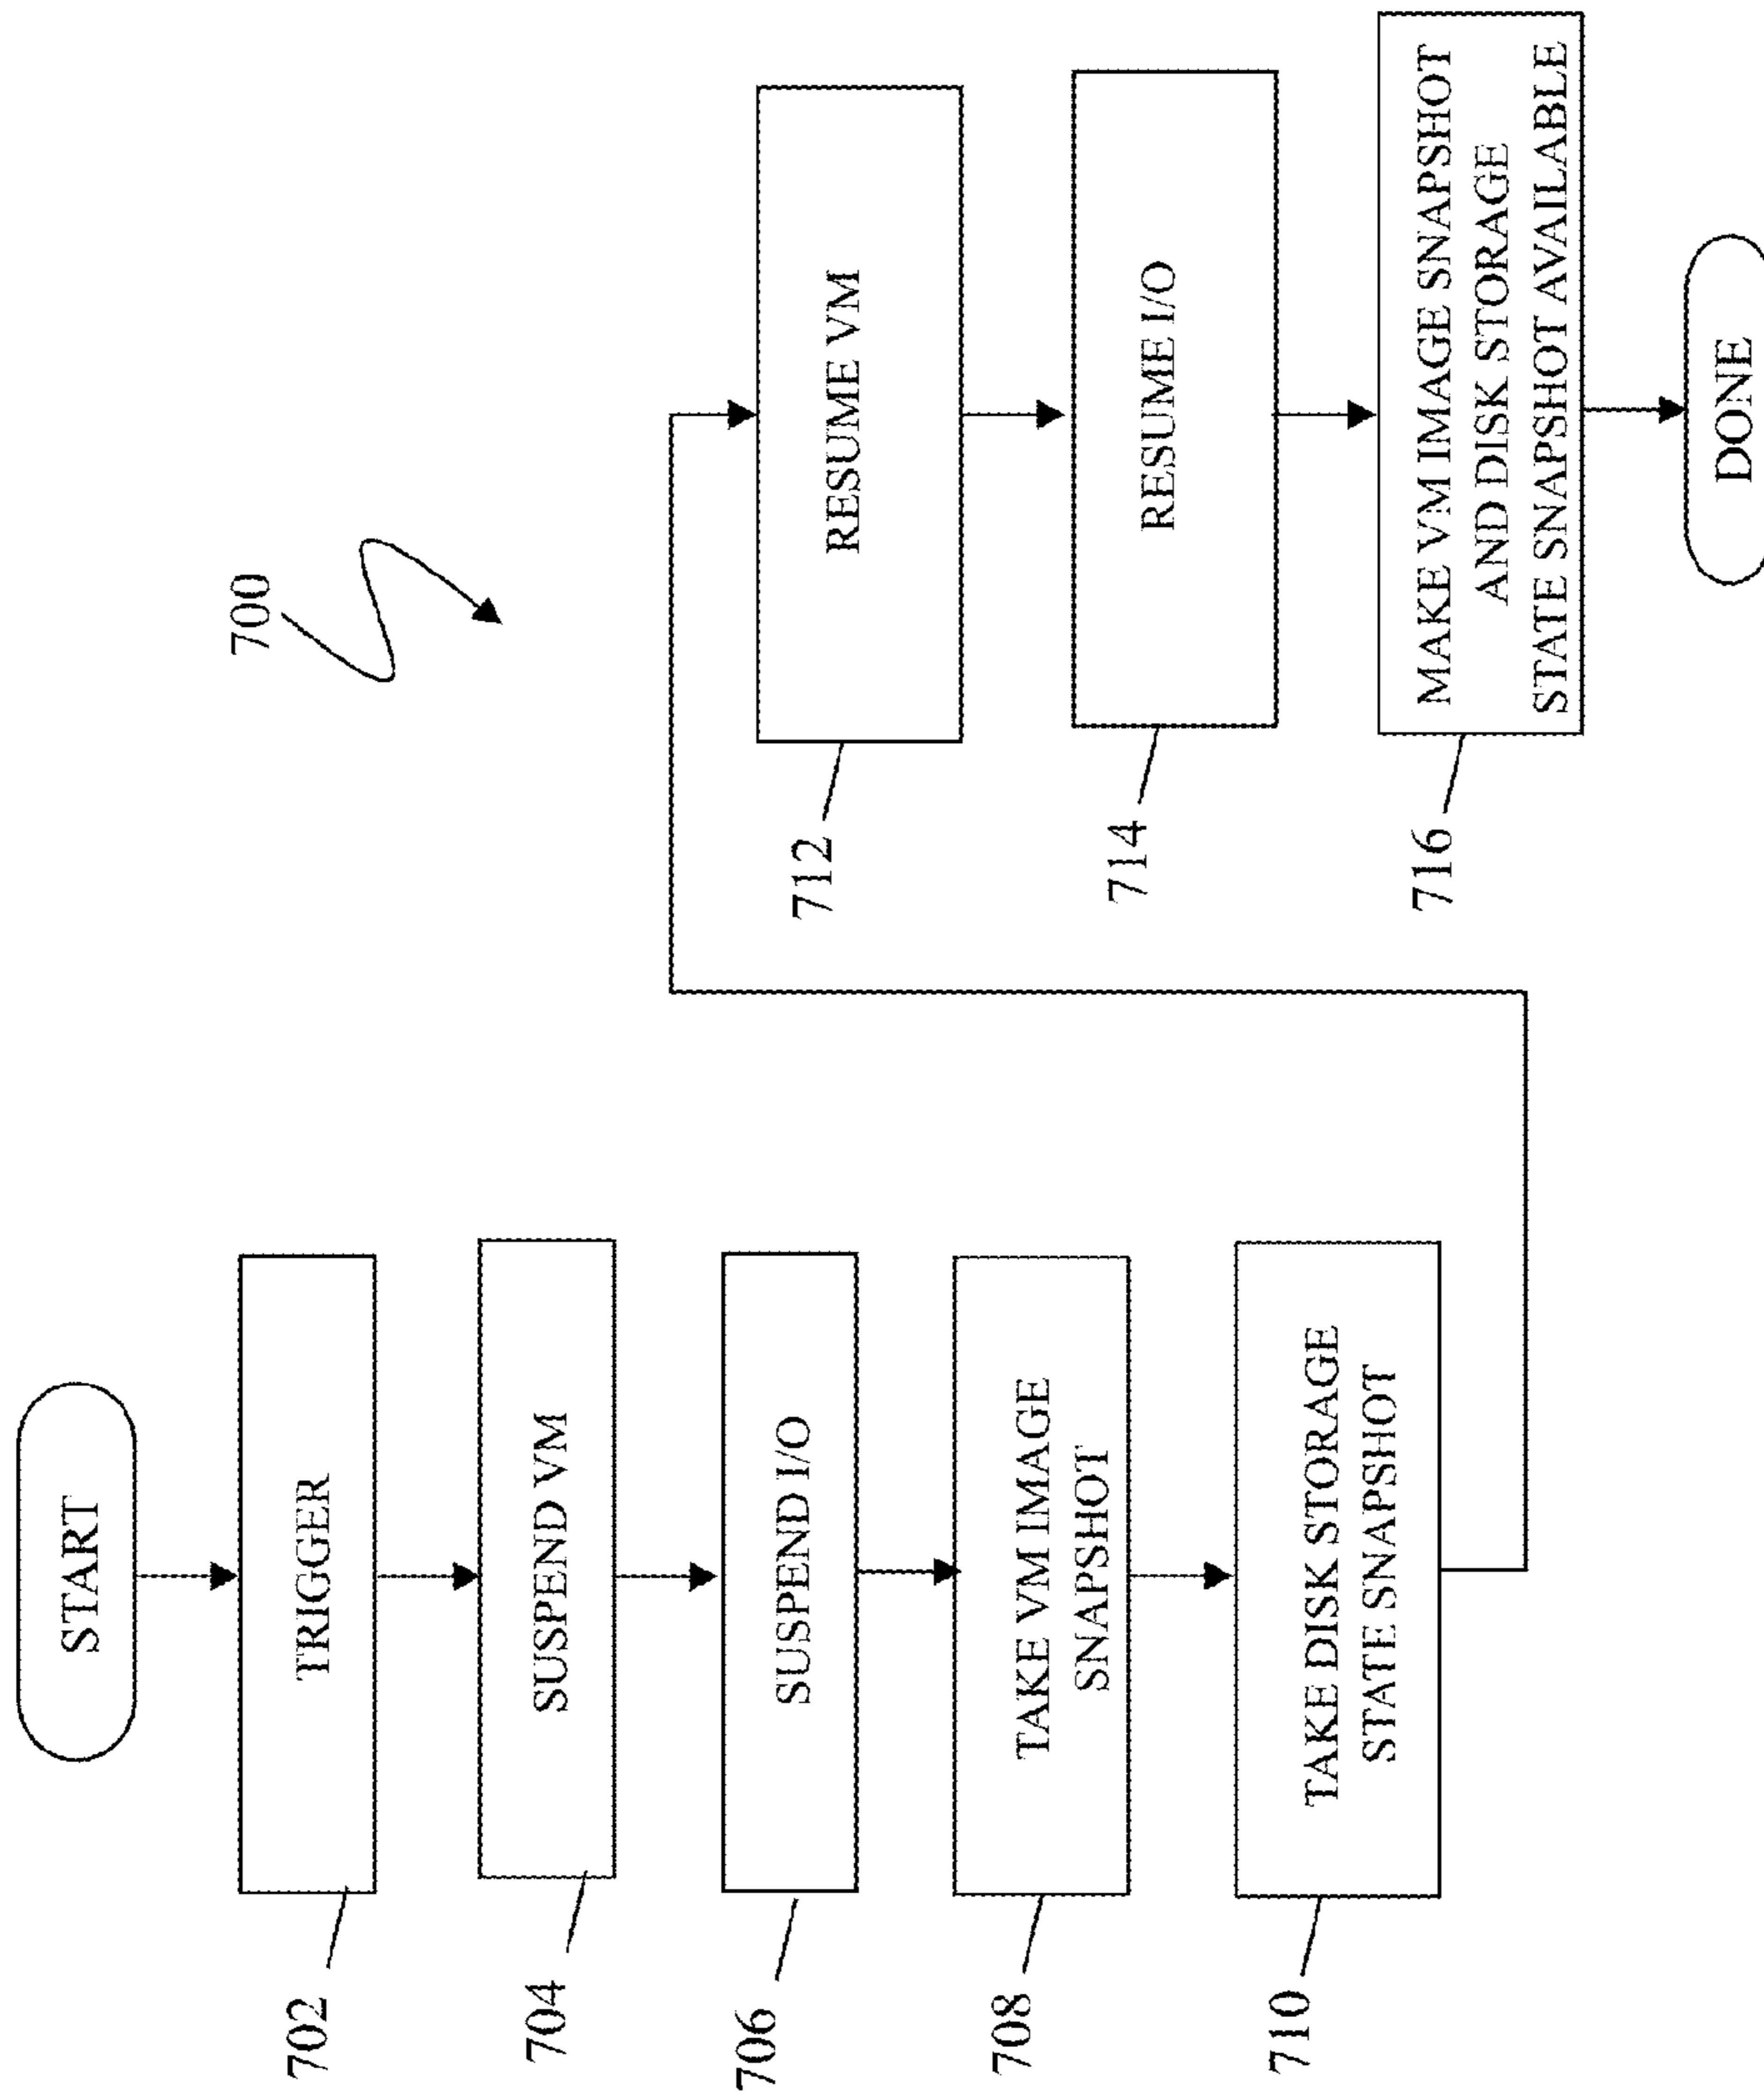 700
START
702
TRIGGER
704
SUSPEND VM
706
SUSPEND I/O
708
TAKE VM IMAGE
SNAPSHOT
710
TAKE DISK STORAGE
STATE SNAPSHOT
712
RESUME VM
714
RESUME I/O
716
MAKE VM IMAGE SNAPSHOT
AND DISK STORAGE
STATE SNAPSHOT AVAILABLE
DONE